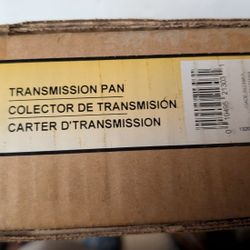 TRANSMISSION PAN
COLECTOR DE TRANSMISIÓN
CARTER D'TRANSMISSION